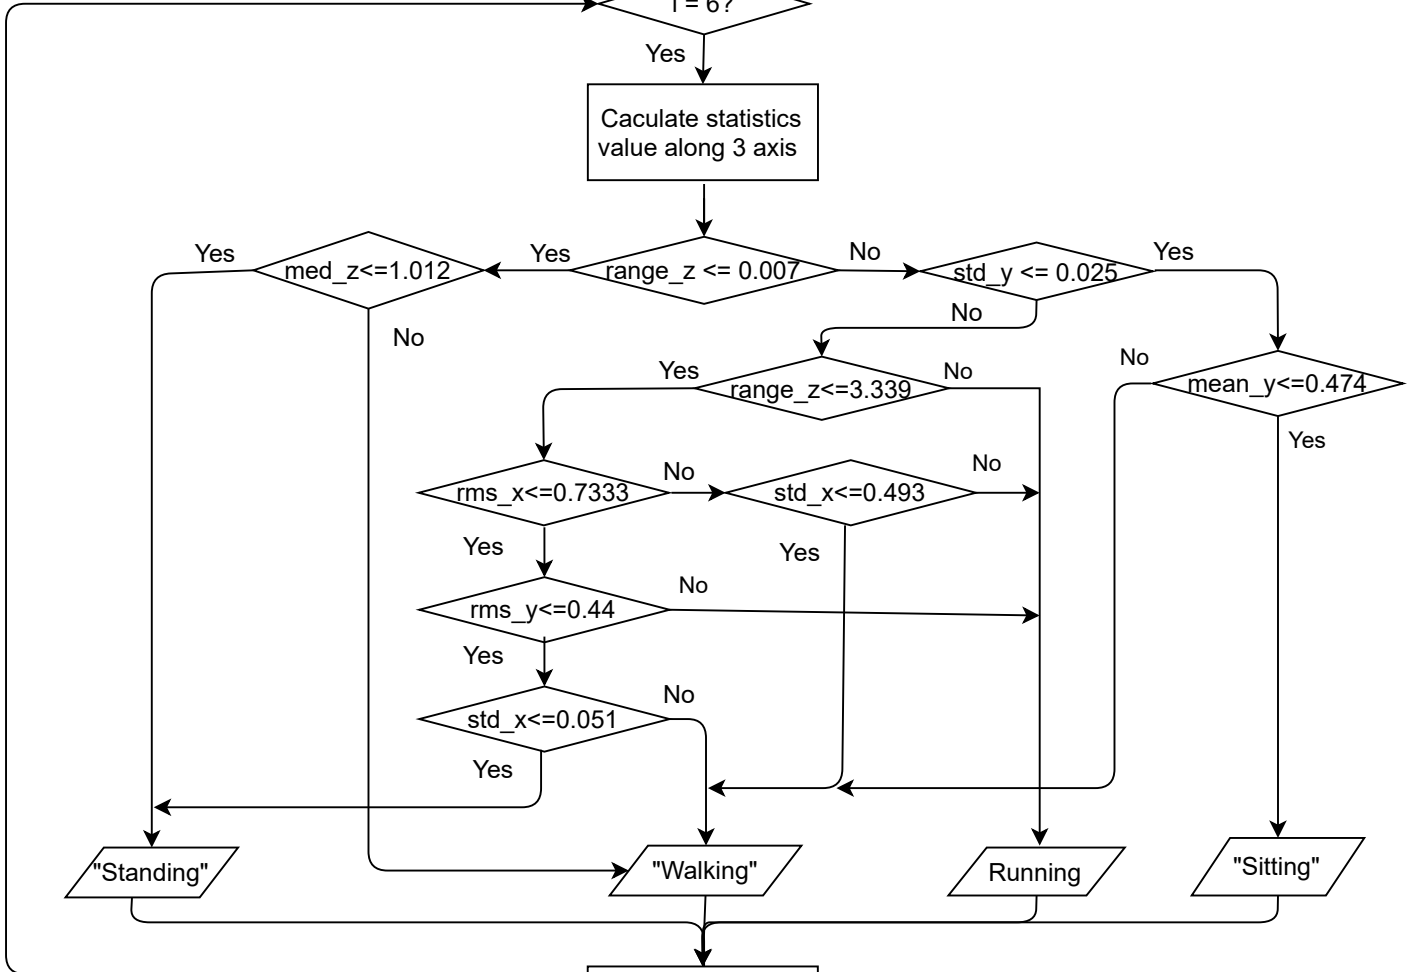 i = 6?
Yes
Caculate statistics
value along 3 axis
Yes
med_z<=1.012
Yes
range_z <= 0.007
No
std_y <= 0.025
Yes
No
No
Yes
range_z<=3.339
No
No
mean_y<=0.474
Yes
rms_x<=0.7333
No
std_x<=0.493
No
Yes
Yes
rms_y<=0.44
No
Yes
std_x<=0.051
No
Yes
"Standing"
"Walking"
Running
"Sitting"